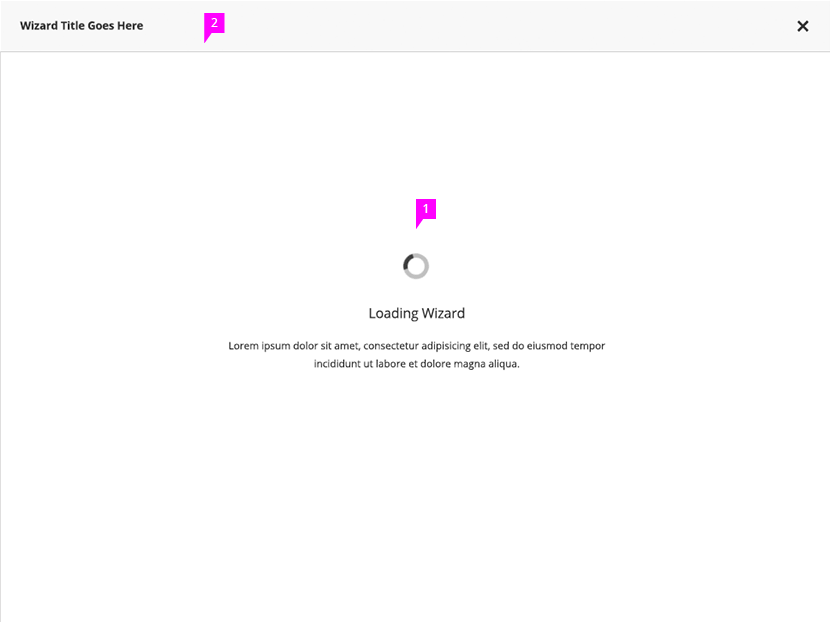 Wizard Title Goes Here
2
1
Loading Wizard
Lorem ipsum dolor sit amet, consectetur adipisicing elit, sed do eiusmod tempor
incididunt ut labore et dolore magna aliqua.